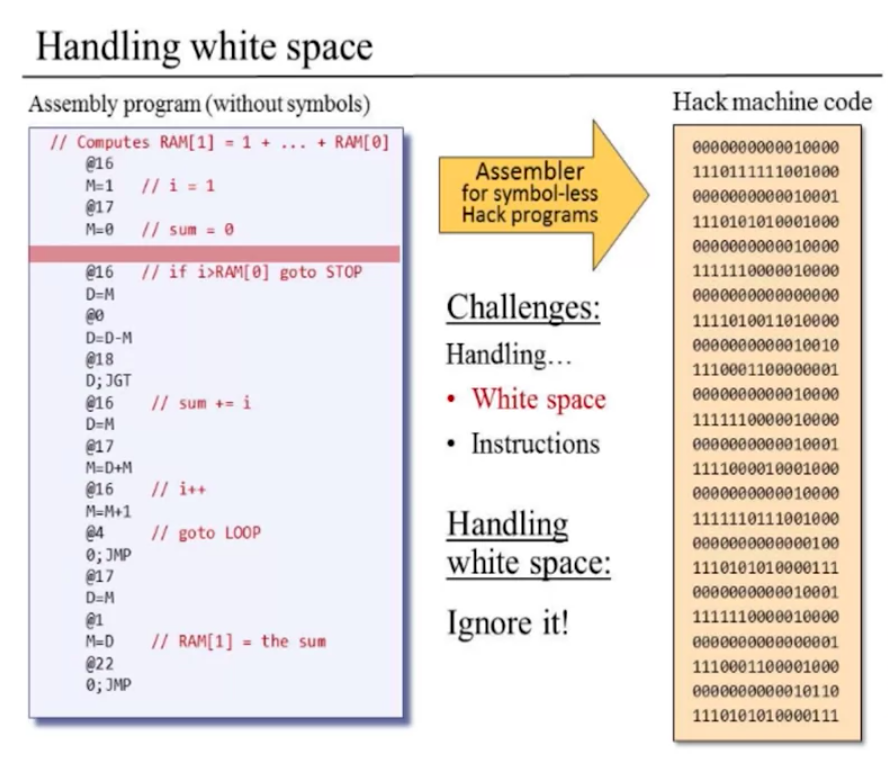 Handling white space
Assembly program (without symbols)
// Computes RAM[1] = 1 + ... + RAM[0]
@16
M=1 // i = 1
@17
M=0 // sum = 0
@16 // if i>RAM[0] goto STOP
D=M
@0
D=D-M
@18
D;JGT
@16 // sum += i
D=M
@17
M=D+M
@16 // i++
M=M+1
@4 // goto LOOP
0;JMP
@17
D=M
@1
M=D // RAM[1] = the sum
@22
0;JMP
Assembler
for symbol-less
Hack programs
Challenges:
Handling…
• White space
• Instructions
Handling
white space:
Ignore it!
Hack machine code
0000000000010000
1110111111001000
0000000000010001
1110101010001000
0000000000010000
1111110000010000
0000000000000000
1111010011010000
0000000000010010
1110001100000001
0000000000010000
1111110000010000
0000000000010001
1111000010001000
0000000000010000
1111110111001000
0000000000000100
1110101010000111
0000000000010001
1111110000010000
0000000000000001
1110001100001000
0000000000010110
1110101010000111